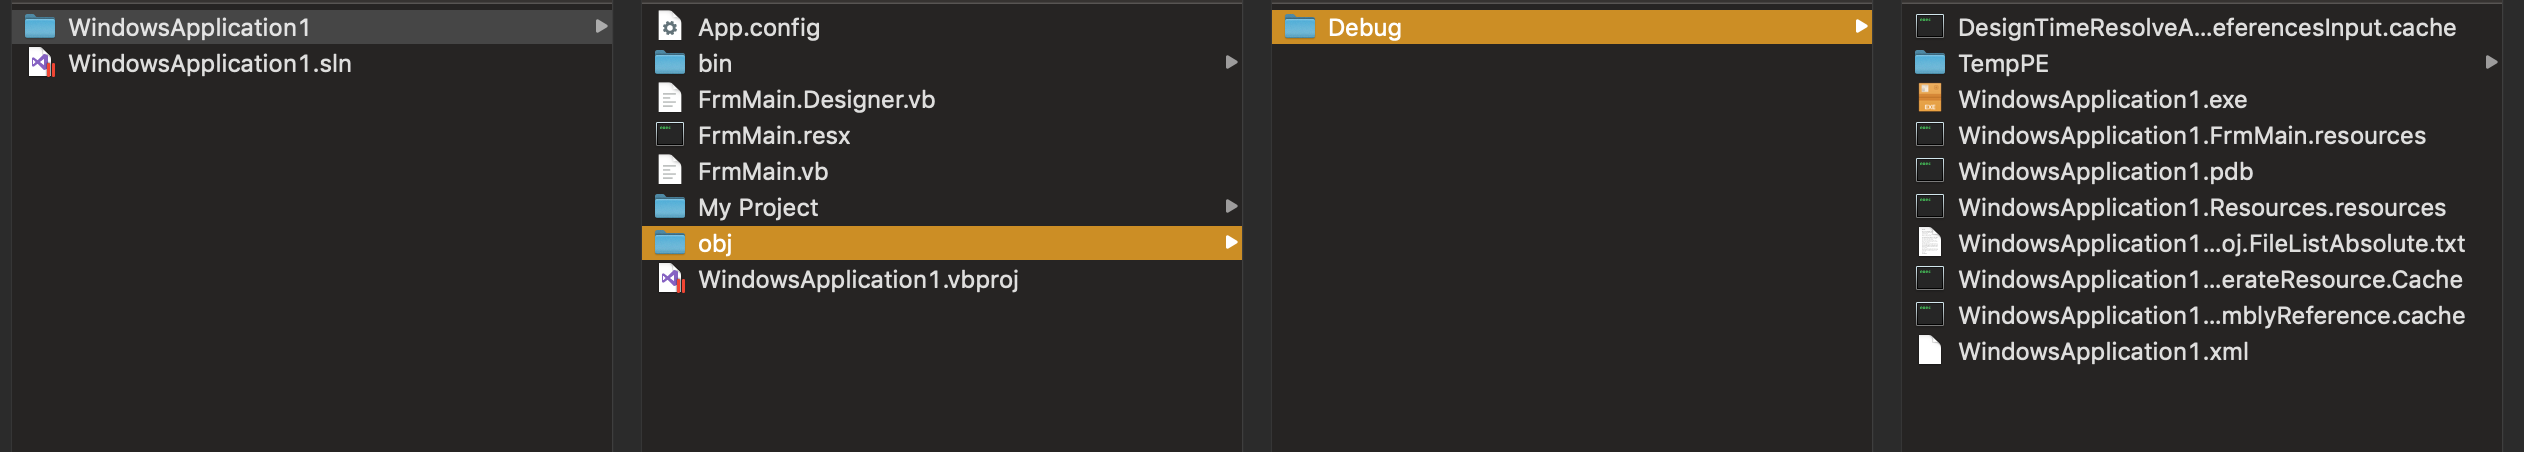 WindowsApplication1
WindowsApplication1.sln
App.config
bin
FrmMain.Designer.vb
FrmMain.resx
FrmMain.vb
My Project
obj
WindowsApplication1.vbproj
Debug
DesignTimeResolveA...eferencesInput.cache
TempPE
WindowsApplication1.exe
WindowsApplication1.FrmMain.resources
WindowsApplication1.pdb
WindowsApplication1.Resources.resources
WindowsApplication1...oj.FileListAbsolute.txt
WindowsApplication1...erateResource.Cache
WindowsApplication1...mblyReference.cache
WindowsApplication1.xml